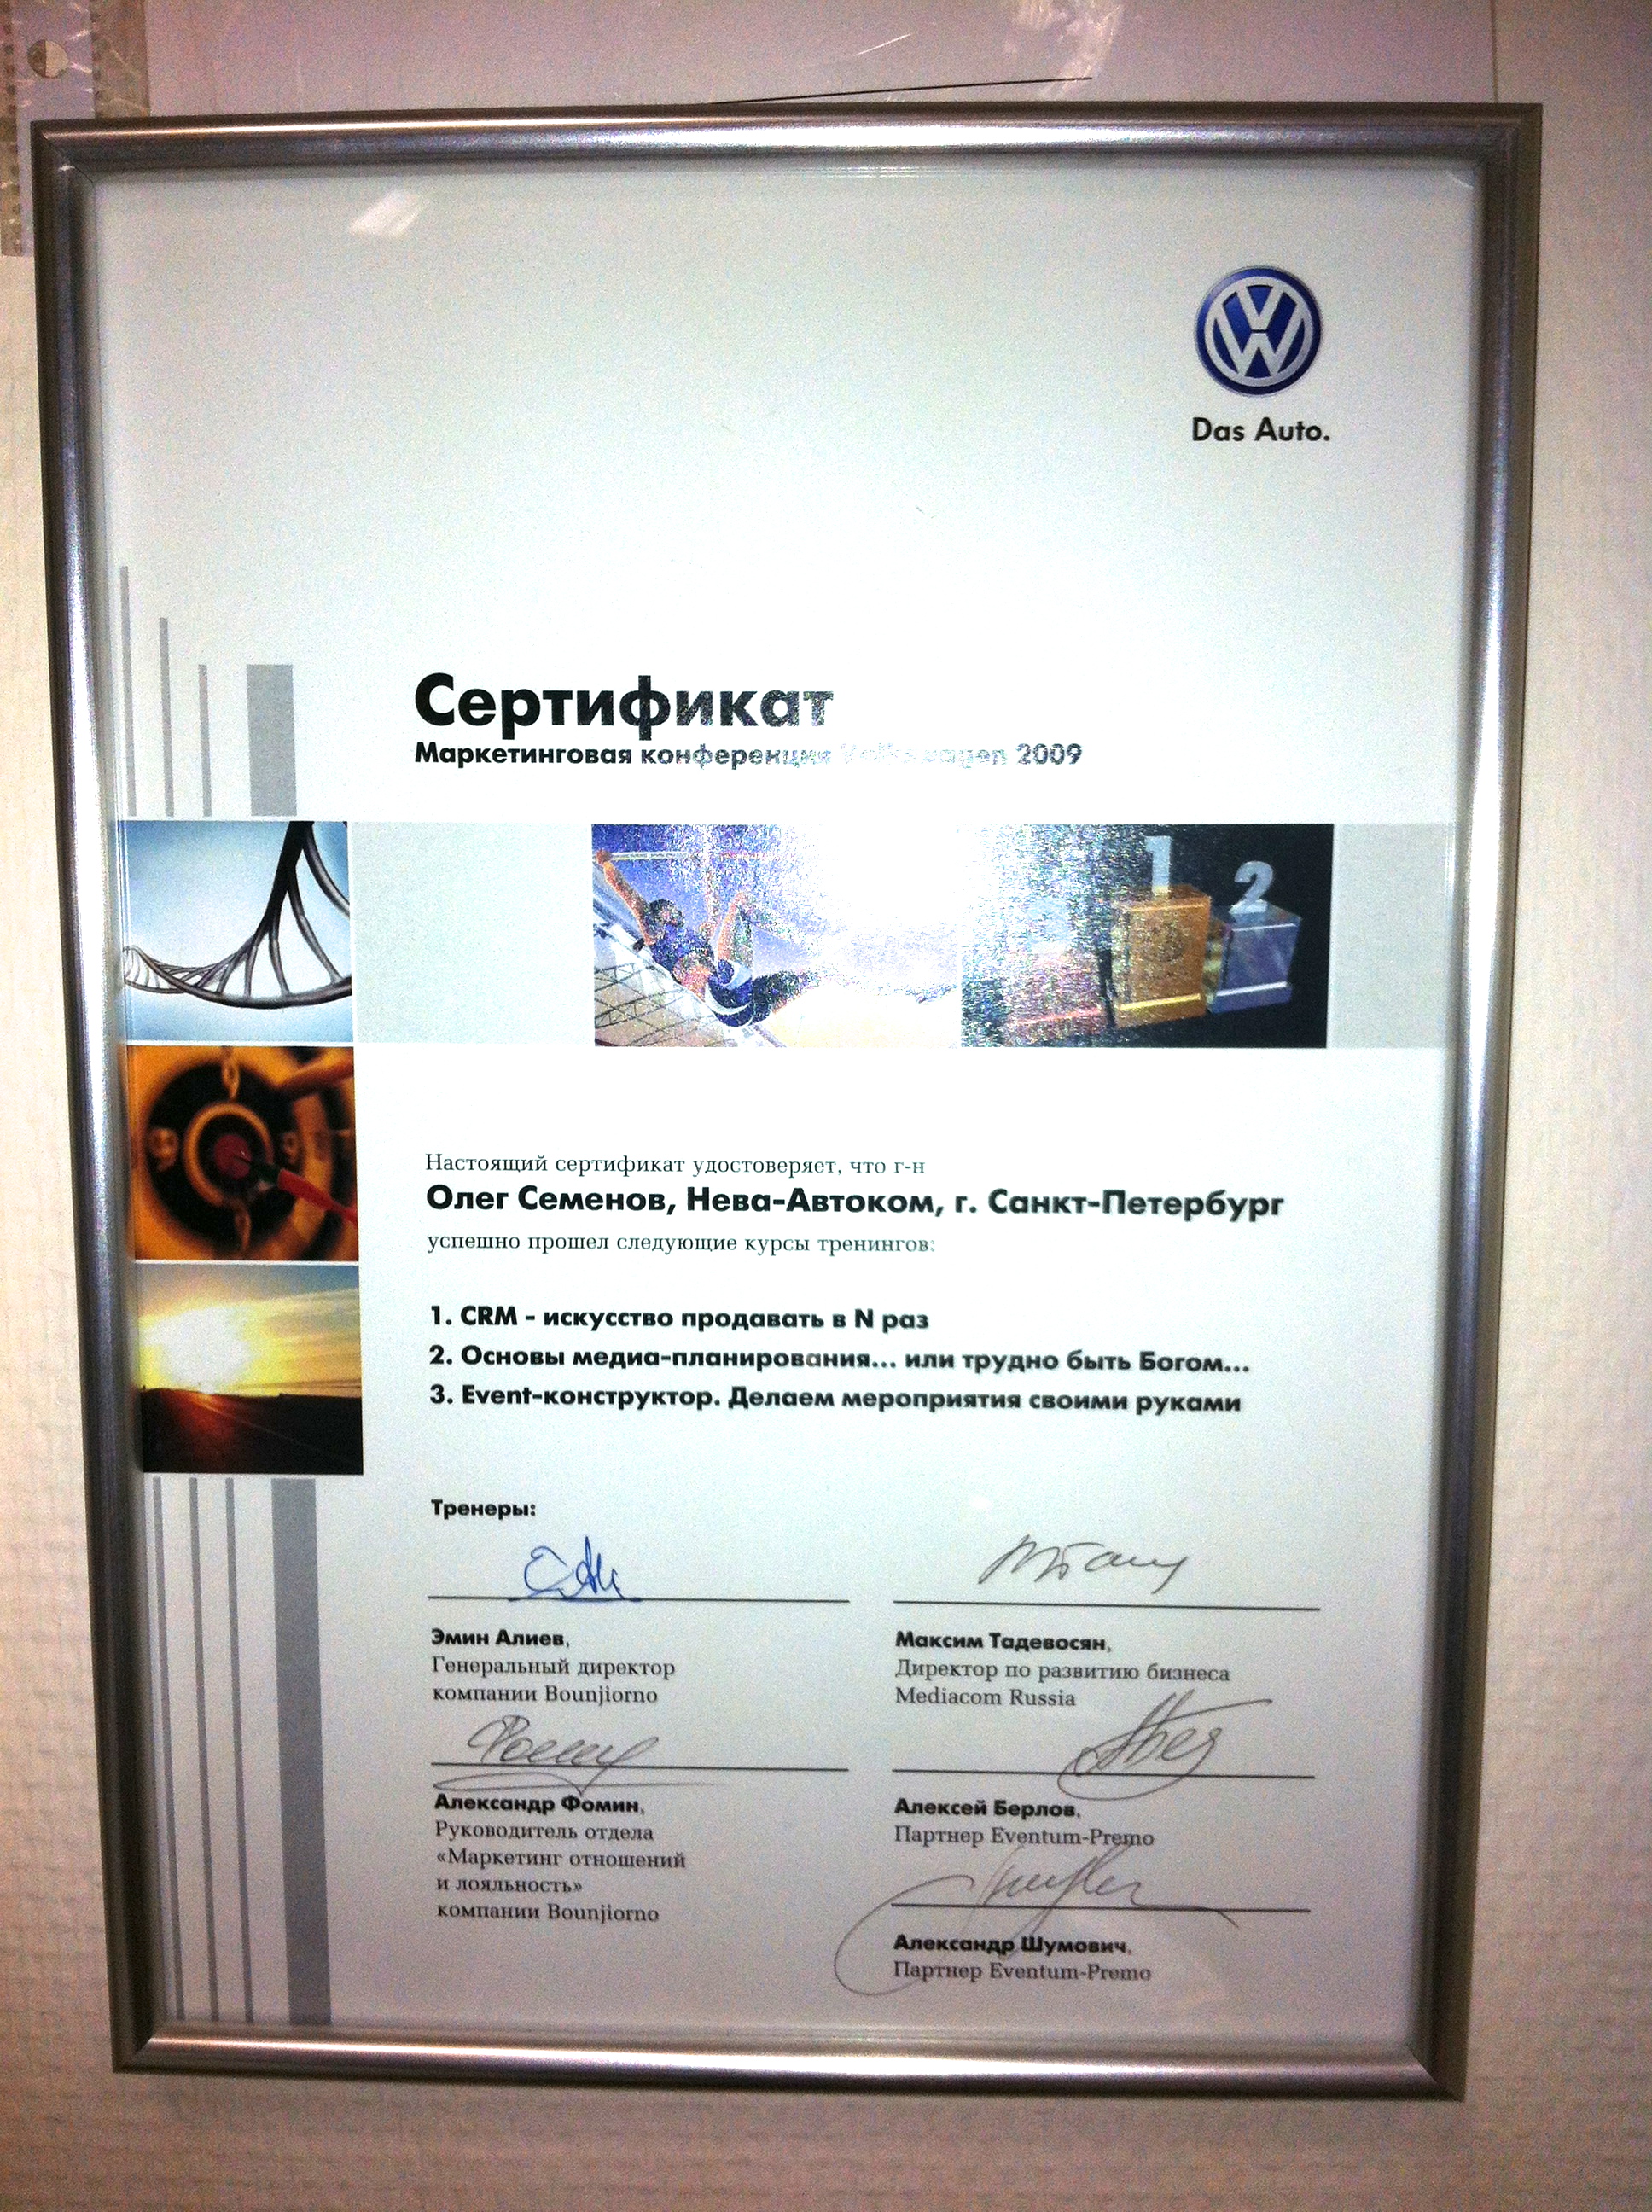 Das Auto.
Сертификат
Маркетинговая конференция Volkswagen 2009
1
2
Настоящий сертификат удостоверяет, что г-н
Олег Семенов, Нева-Автоком, г. Санкт-Петербург
успешно прошел следующие курсы тренингов:
1. CRM - искусство продавать в N раз
2. Основы медиа-планирования... или трудно быть Богом...
3. Event-конструктор. Делаем мероприятия своими руками
Тренеры:
Эмин Алиев,
Генеральный директор
компании Bounjiorno
Максим Тадевосян,
Директор по развитию бизнеса
Mediacom Russia
Александр Фомин,
Руководитель отдела
«Маркетинг отношений
и лояльность»
компании Bounjiorno
Алексей Берлов,
Партнер Eventum-Premo
Александр Шумович,
Партнер Eventum-Premo